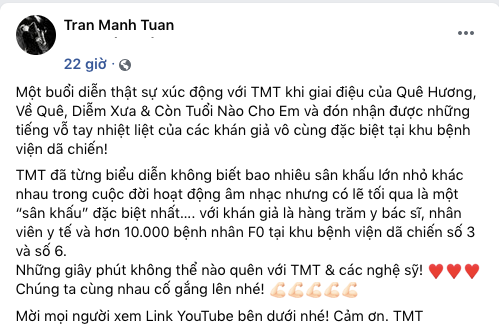 Tran Manh Tuan
22 giờ ·
Một buổi diễn thật sự xúc động với TMT khi giai điệu của Quê Hương,
Về Quê, Diễm Xưa & Còn Tuổi Nào Cho Em và đón nhận được những
tiếng vỗ tay nhiệt liệt của các khán giả vô cùng đặc biệt tại khu bệnh
viện dã chiến!
TMT đã từng biểu diễn không biết bao nhiêu sân khấu lớn nhỏ khác
nhau trong cuộc đời hoạt động âm nhạc nhưng có lẽ tối qua là một
“sân khấu” đặc biệt nhất.... với khán giả là hàng trăm y bác sĩ, nhân
viên y tế và hơn 10.000 bệnh nhân F0 tại khu bệnh viện dã chiến số 3
và số 6.
Những giây phút không thể nào quên với TMT & các nghệ sỹ! ♥️♥️♥️
Chúng ta cùng nhau cố gắng lên nhé! 💪🏻💪🏻💪🏻💪🏻💪🏻
Mời mọi người xem Link YouTube bên dưới nhé! Cảm ơn. TMT